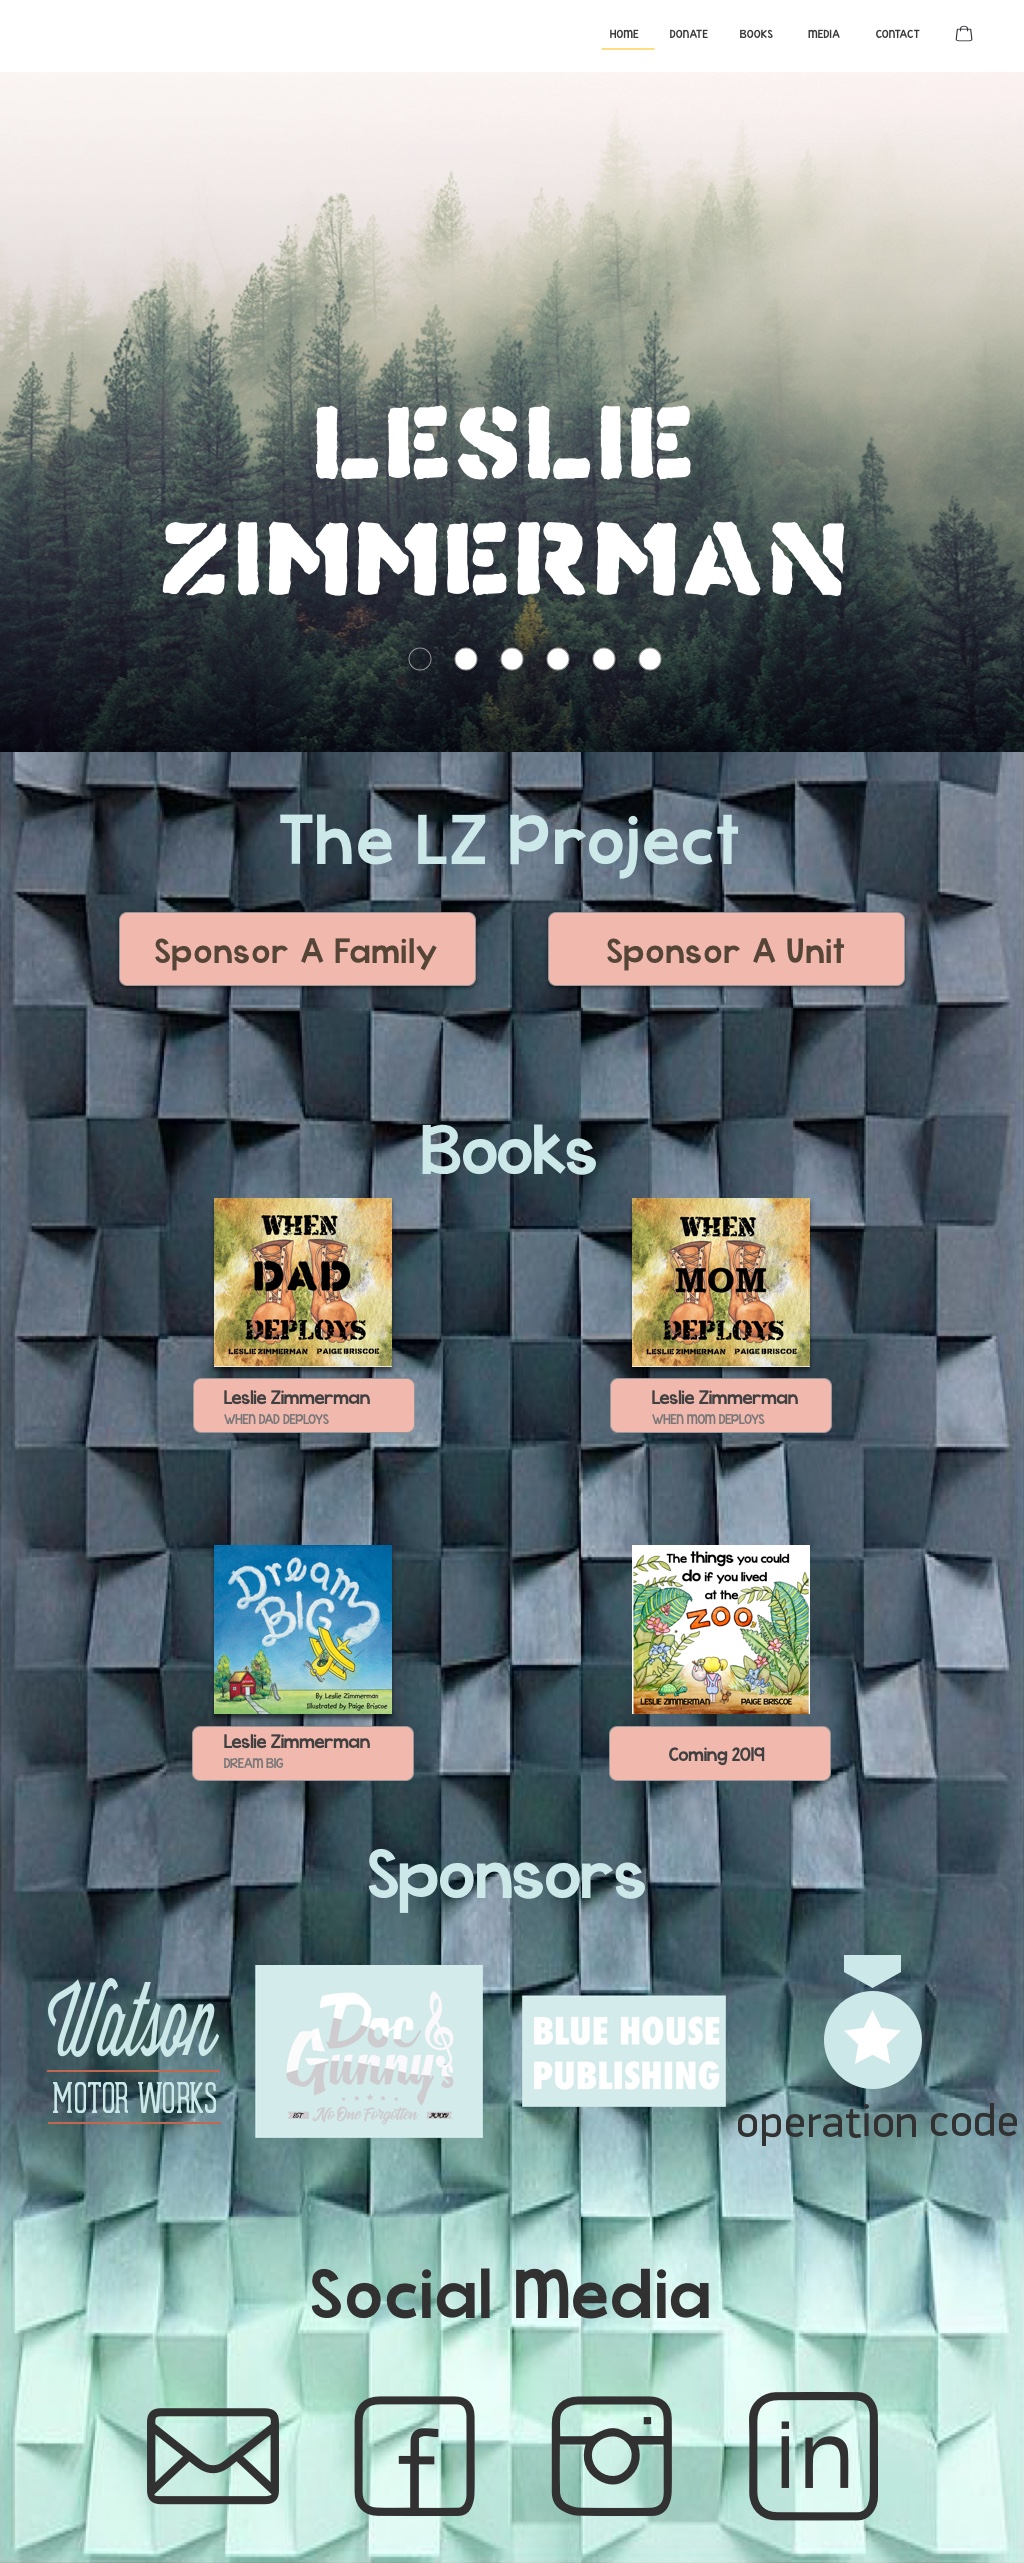 HOME DONATE BOOKS MEDIA CONTACT
LESLIE
ZIMMERMAN
The LZ Project
Sponsor A Family Sponsor A Unit
Books
WHEN
DAD
DEPLOYS
LESLIE ZIMMERMAN PAIGE BRISCOE
WHEN
MOM
DEPLOYS
LESLIE ZIMMERMAN PAIGE BRISCOE
Leslie Zimmerman
WHEN DAD DEPLOYS
Leslie Zimmerman
WHEN MOM DEPLOYS
Dream
BIG
By Leslie Zimmerman
Illustrated by Paige Briscoe
The things you could
do if you lived
at the
ZOO
LESLIE ZIMMERMAN PAIGE BRISCOE
Leslie Zimmerman
DREAM BIG
Coming 2019
Sponsors
Watson
MOTOR WORKS
Doc
Gunny's
EST No One Forgotten
BLUE HOUSE
PUBLISHING
operation code
Social Media
f
in